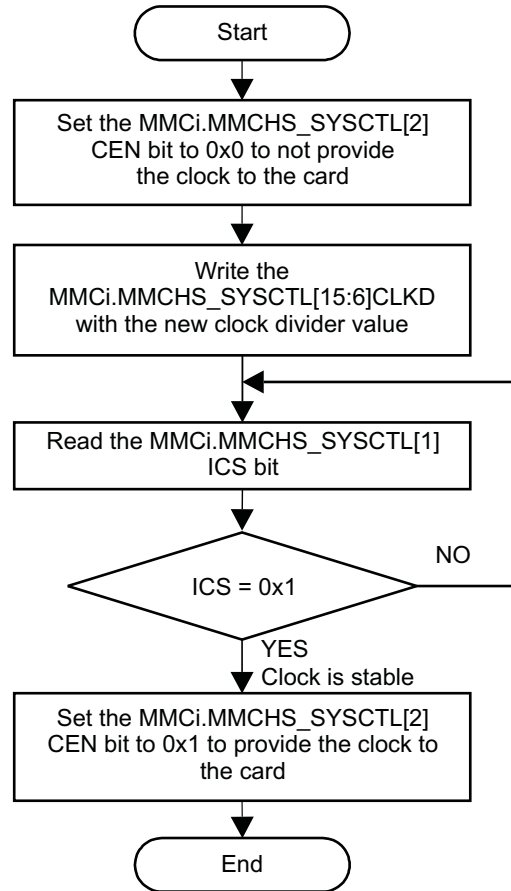 Start
Set the MMCi.MMCHS_SYSCTL[2]
CEN bit to 0x0 to not provide
the clock to the card
Write the
MMCi.MMCHS_SYSCTL[15:6]CLKD
with the new clock divider value
Read the MMCi.MMCHS_SYSCTL[1]
ICS bit
NO
ICS = 0x1
YES
Clock is stable
Set the MMCi.MMCHS_SYSCTL[2]
CEN bit to 0x1 to provide the clock to
the card
End